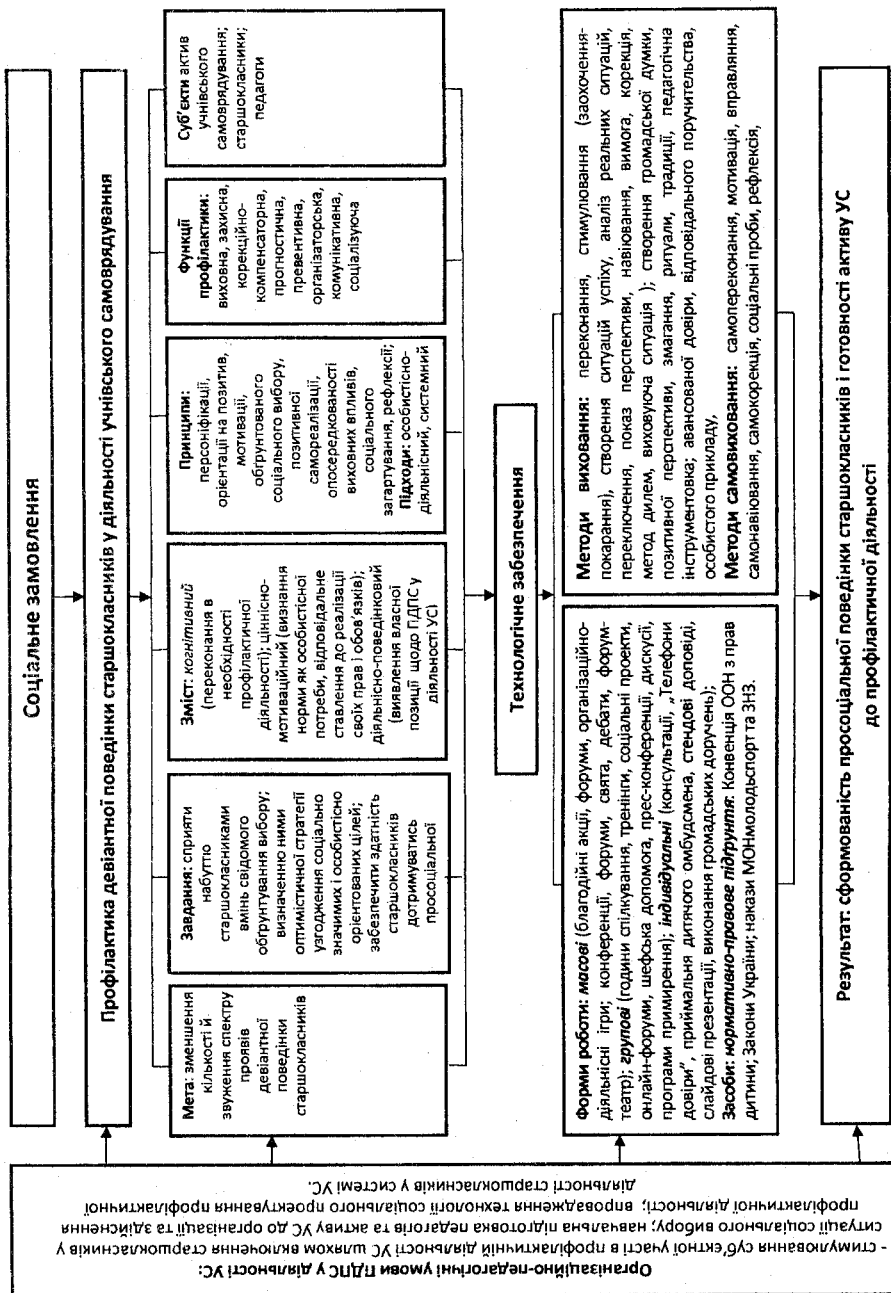 Соціальне замовлення
Профілактика девіантної поведінки старшокласників у діяльності учнівського самоврядування
Мета: зменшення
кількості й
звуження спектру
проявів
девіантної
поведінки
старшокласників
Завдання: сприяти
набуттю
старшокласниками
вмінь свідомого
обґрунтування вибору;
визначенню ними
оптимістичної стратегії
узгодження соціально
значимих і особистісно
орієнтованих цілей;
забезпечити здатність
старшокласників
дотримуватись
просоціальної
Зміст: когнітивний
(переконання в
необхідності
профілактичної
діяльності); ціннісно-
мотиваційний (визнання
норми як особистісної
потреби, відповідальне
ставлення до реалізації
своїх прав і обов'язків);
діяльнісно-поведінковий
(виявлення власної
позиції щодо ПДПС у
діяльності УС)
Принципи:
персоніфікації,
орієнтації на позитив,
мотивації,
обґрунтованого
соціального вибору,
позитивної
самореалізації,
опосередкованості
виховних впливів,
соціального
загартування, рефлексії;
Підходи: особистісно-
діяльнісний, системний
Функції
профілактики:
виховна, захисна,
корекційно-
компенсаторна,
прогностична,
превентивна,
організаторська,
комунікативна,
соціалізуюча
Суб'єкти актив
учнівського
самоврядування;
старшокласники;
педагоги
Технологічне забезпечення
Форми роботи: масові (благодійні акції, форуми, організаційно-
діяльнісні ігри; конференції, форуми, свята, дебати, форум-
театр); групові (години спілкування, тренінги, соціальні проекти,
онлайн-форуми, шефська допомога, прес-конференції, дискусії,
програми примирення); індивідуальні (консультації, „Телефони
довіри", приймальня дитячого омбудсмена, стендові доповіді,
слайдові презентації, виконання громадських доручень);
Засоби: нормативно-правове підґрунтя: Конвенція ООН з прав
дитини; Закони України; накази МОНмолодьспорт та ЗНЗ.
Методи виховання: переконання, стимулювання (заохочення-
покарання), створення ситуацій успіху, аналіз реальних ситуацій,
переключення, показ перспективи, навіювання, вимога, корекція,
метод дилем, виховуюча ситуація ); створення громадської думки,
позитивної перспективи, змагання, ритуали, традиції, педагогічна
інструментовка; авансованої довіри, відповідального поручительства,
особистого прикладу,
Методи самовиховання: самопереконання, мотивація, вправляння,
самонавіювання, самокорекція, соціальні проби, рефлексія,
Результат: сформованість просоціальної поведінки старшокласників і готовності активу УС
до профілактичної діяльності
Організаційно-педагогічні умови ПДПС у діяльності УС:
- стимулювання суб'єктної участі в профілактичній діяльності УС шляхом включення старшокласників у
ситуації соціального вибору; навчальна підготовка педагогів та активу УС до організації та здійснення
профілактичної діяльності; впровадження технології соціального проектування профілактичної
діяльності старшокласників у системі УС.